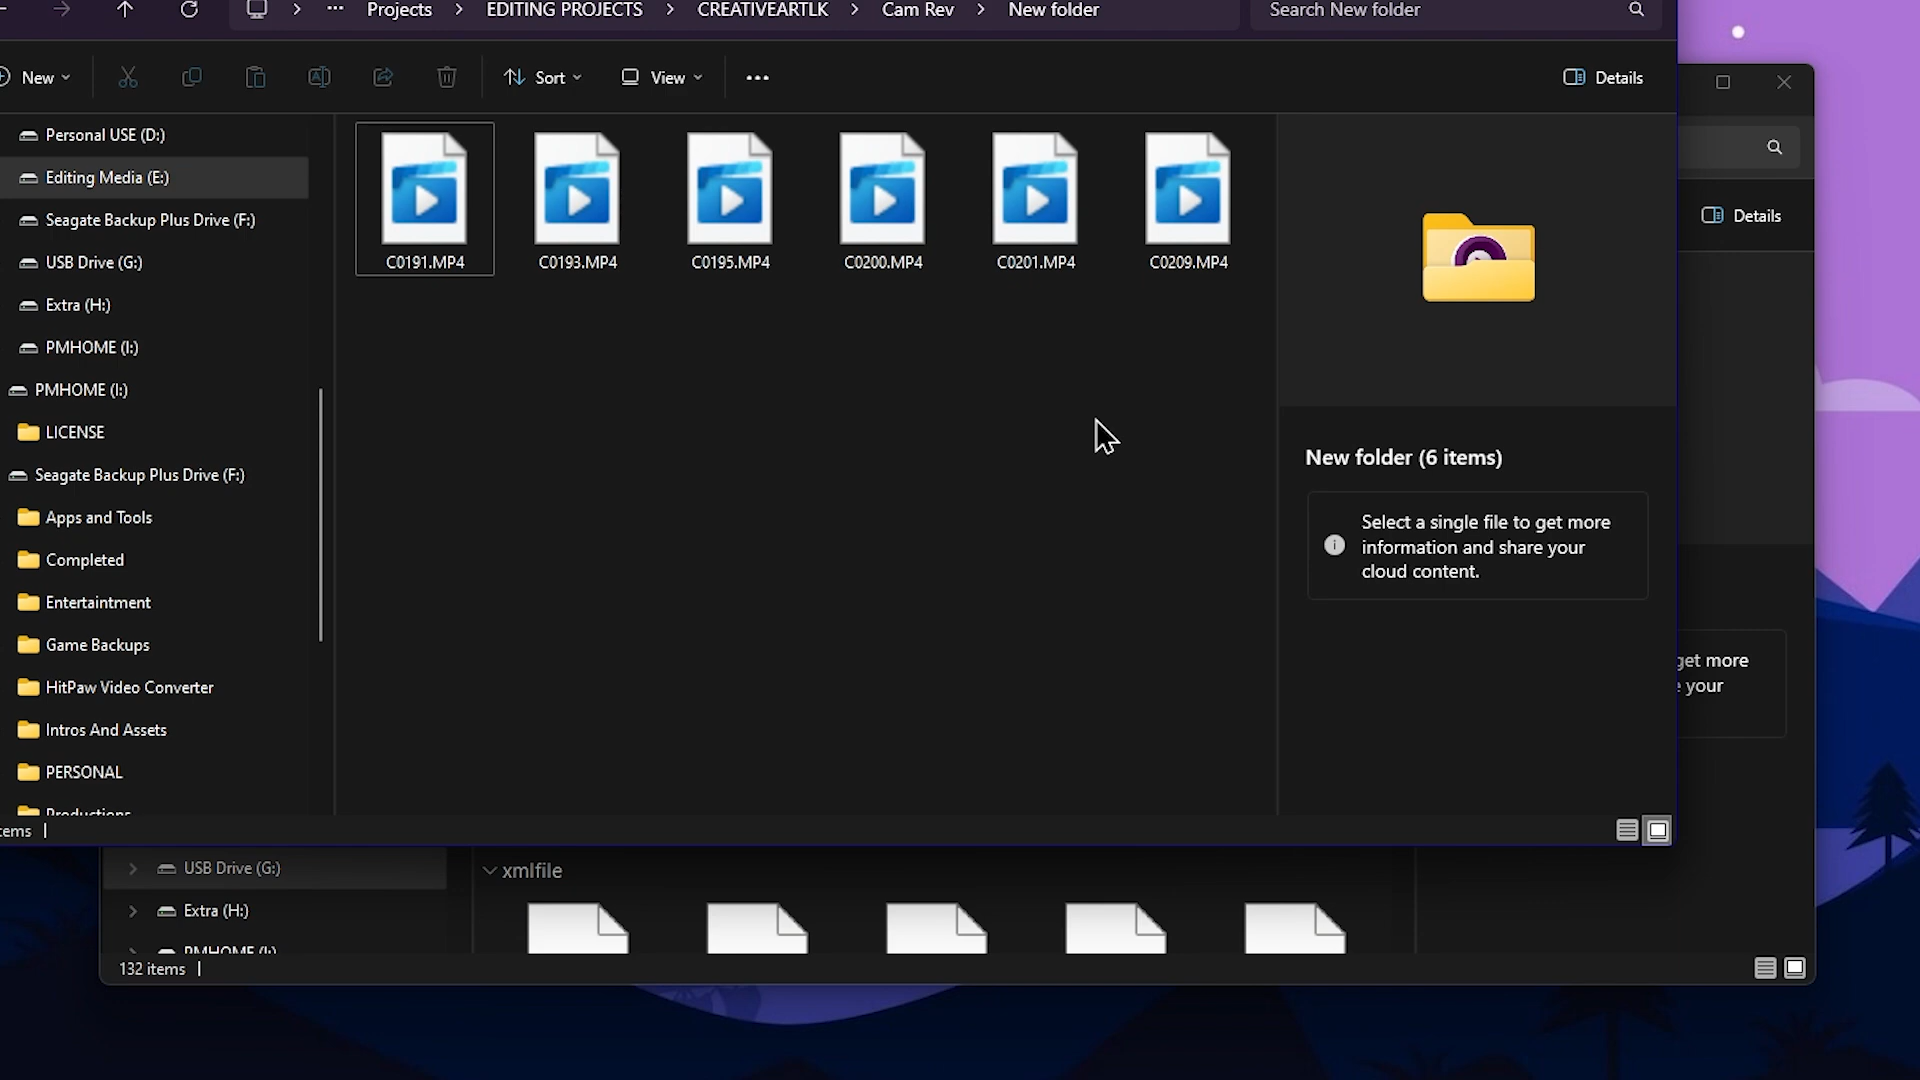 Projects > EDITING PROJECTS > CREATIVEARTLK > Cam Rev > New folder
Search New folder
New
Sort
View
Details
Personal USE (D:)
Editing Media (E:)
Seagate Backup Plus Drive (F:)
USB Drive (G:)
Extra (H:)
PMHOME (I:)
PMHOME (I:)
LICENSE
Seagate Backup Plus Drive (F:)
Apps and Tools
Completed
Entertaintment
Game Backups
HitPaw Video Converter
Intros And Assets
PERSONAL
Productions
C0191.MP4
C0193.MP4
C0195.MP4
C0200.MP4
C0201.MP4
C0209.MP4
New folder (6 items)
Select a single file to get more
information and share your
cloud content.
Details
get more
your
USB Drive (G:)
Extra (H:)
PMHOME (I:)
xmlfile
132 items